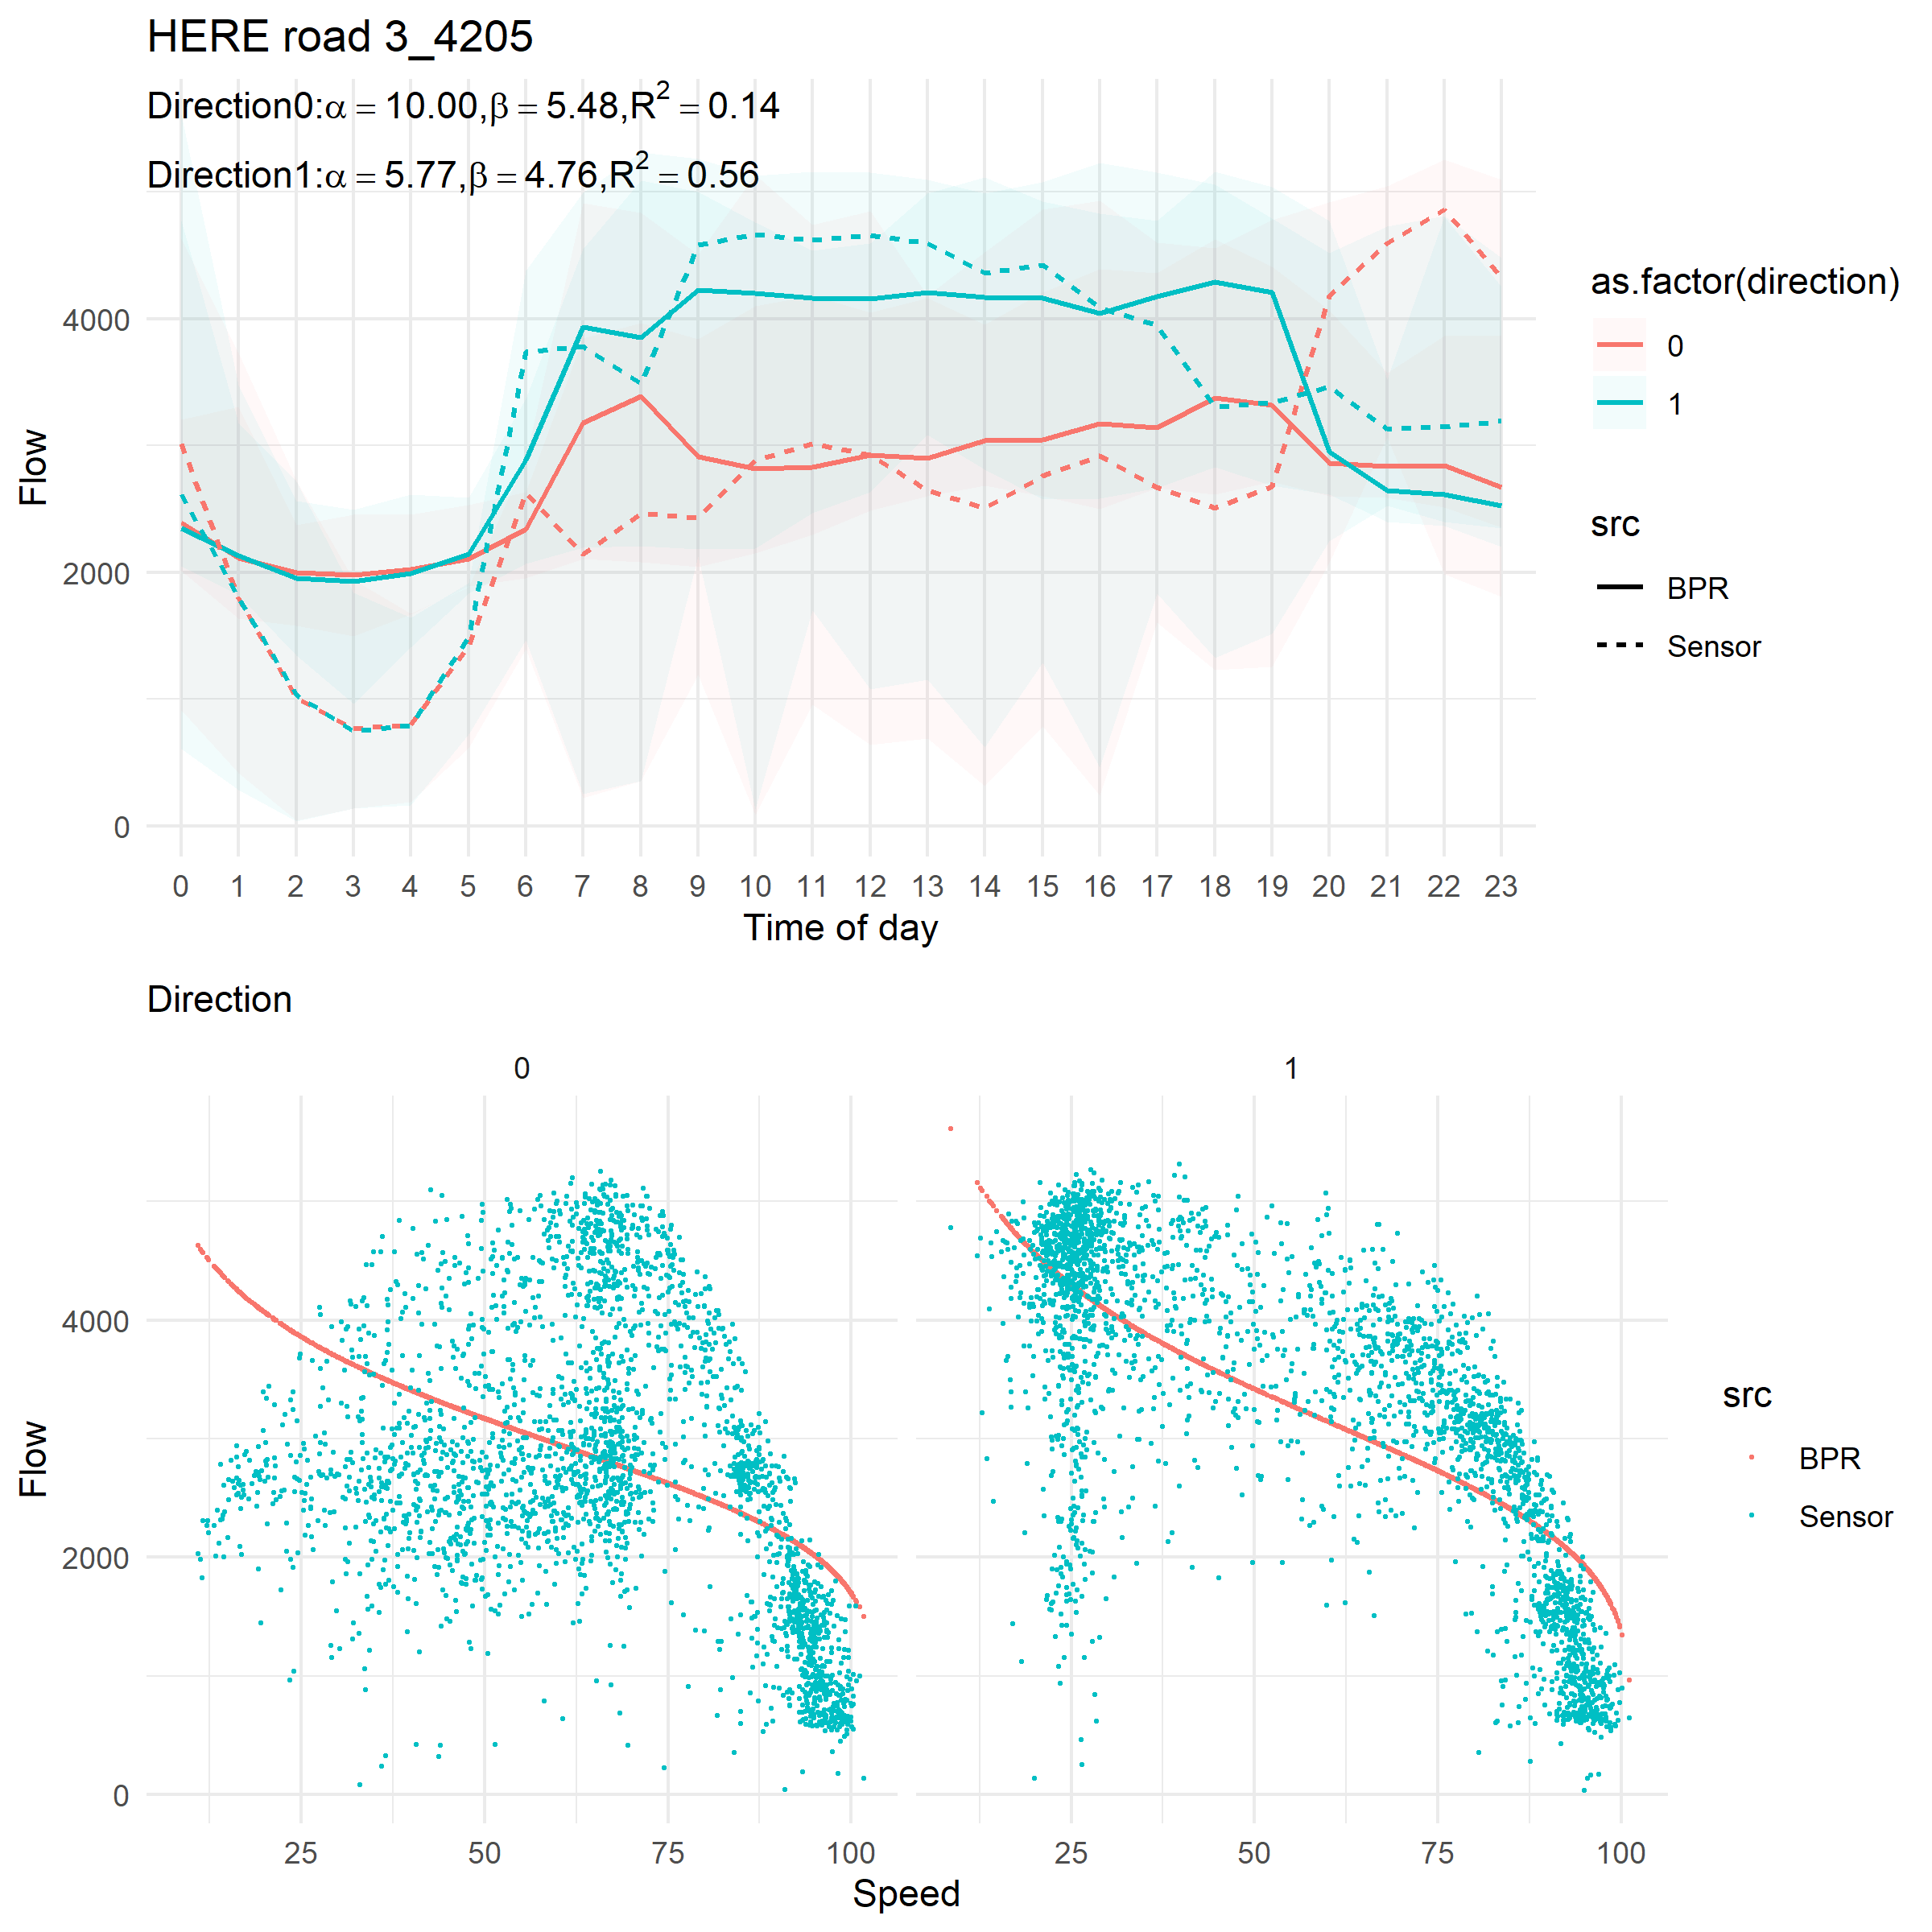 HERE road 3_4205
Direction0:α = 10.00,β = 5.48,R² = 0.14
Direction1:α = 5.77,β = 4.76,R² = 0.56
Flow
4000
2000
0
0 1 2 3 4 5 6 7 8 9 10 11 12 13 14 15 16 17 18 19 20 21 22 23
Time of day
as.factor(direction)
0
1
src
BPR
Sensor
Direction
0 1
Flow
4000
2000
0
25 50 75 100 25 50 75 100
Speed
src
BPR
Sensor